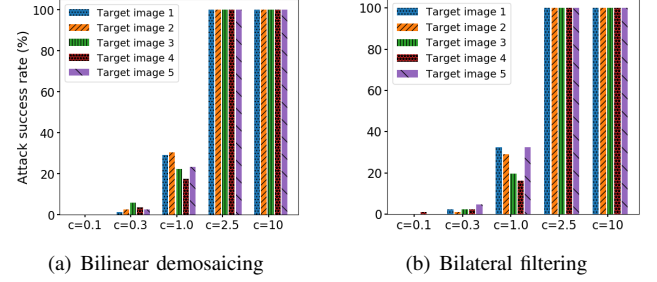 Attack success rate (%)
100
80
60
40
20
0
Target image 1
Target image 2
Target image 3
Target image 4
Target image 5
c=0.1 c=0.3 c=1.0 c=2.5 c=10
(a) Bilinear demosaicing
100
80
60
40
20
0
Target image 1
Target image 2
Target image 3
Target image 4
Target image 5
c=0.1 c=0.3 c=1.0 c=2.5 c=10
(b) Bilateral filtering